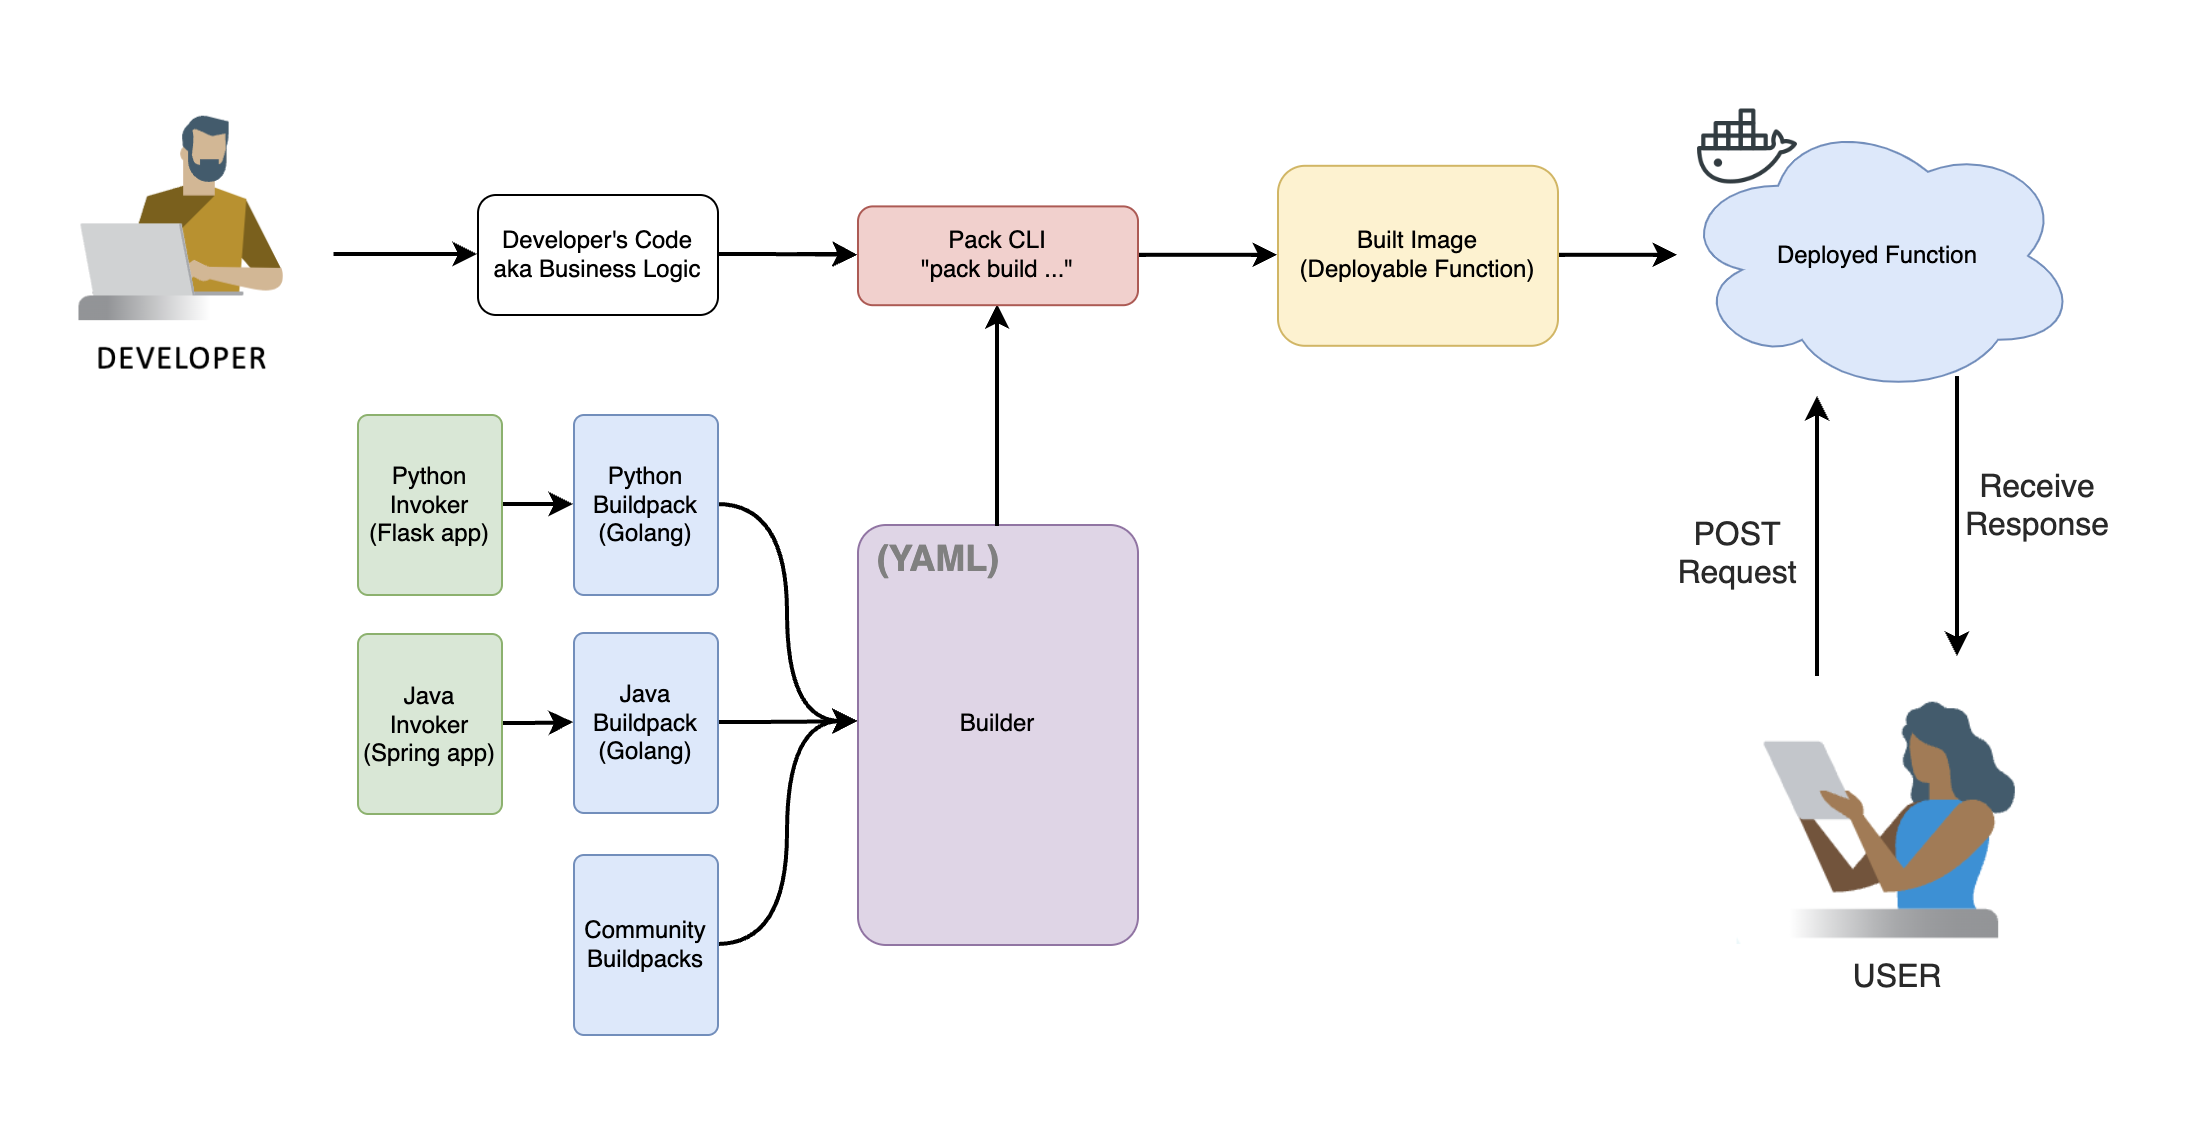 DEVELOPER
Developer's Code
aka Business Logic
Pack CLI
"pack build ..."
Built Image
(Deployable Function)
Deployed Function
Python
Invoker
(Flask app)
Python
Buildpack
(Golang)
Java
Invoker
(Spring app)
Java
Buildpack
(Golang)
Community
Buildpacks
(YAML)
Builder
POST
Request
Receive
Response
USER